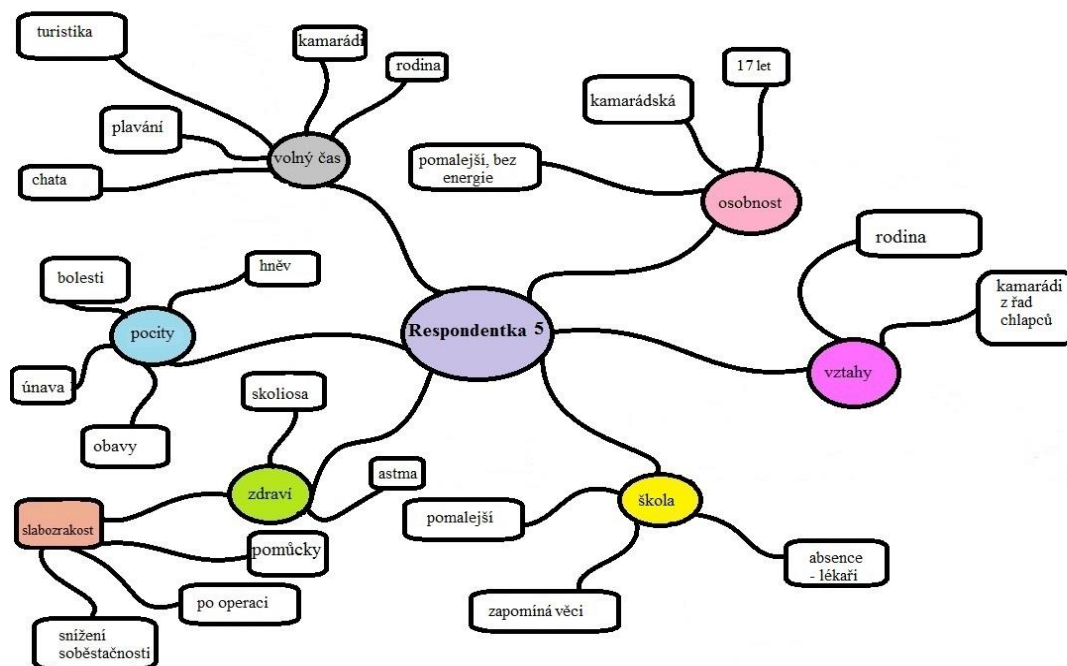 turistika
kamarádi
rodina
plavání
chata
volný čas
17 let
kamarádská
pomalejší, bez
energie
osobnost
rodina
kamarádi
z řad
chlapců
vztahy
Respondentka 5
bolesti
hněv
pocity
únava
obavy
skoliosa
astma
zdraví
slabozrakost
pomůcky
po operaci
snížení
soběstačnosti
škola
pomalejší
zapomíná věci
absence
- lékaři